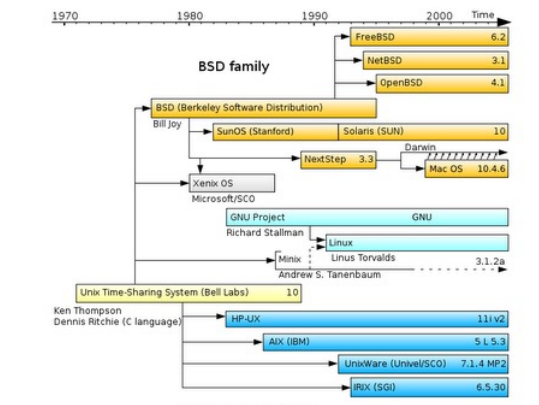 1970 1980 1990 2000 Time
FreeBSD 6.2
BSD family
NetBSD 3.1
OpenBSD 4.1
BSD (Berkeley Software Distribution)
Bill Joy
SunOS (Stanford) Solaris (SUN) 10
Darwin
NextStep 3.3
Mac OS 10.4.6
Xenix OS
Microsoft/SCO
GNU Project GNU
Richard Stallman
Linux
Linus Torvalds
Minix 3.1.2a
Andrew S. Tanenbaum
Unix Time-Sharing System (Bell Labs) 10
Ken Thompson
Dennis Ritchie (C language)
HP-UX 11i v2
AIX (IBM) 5 L 5.3
UnixWare (Univel/SCO) 7.1.4 MP2
IRIX (SGI) 6.5.30